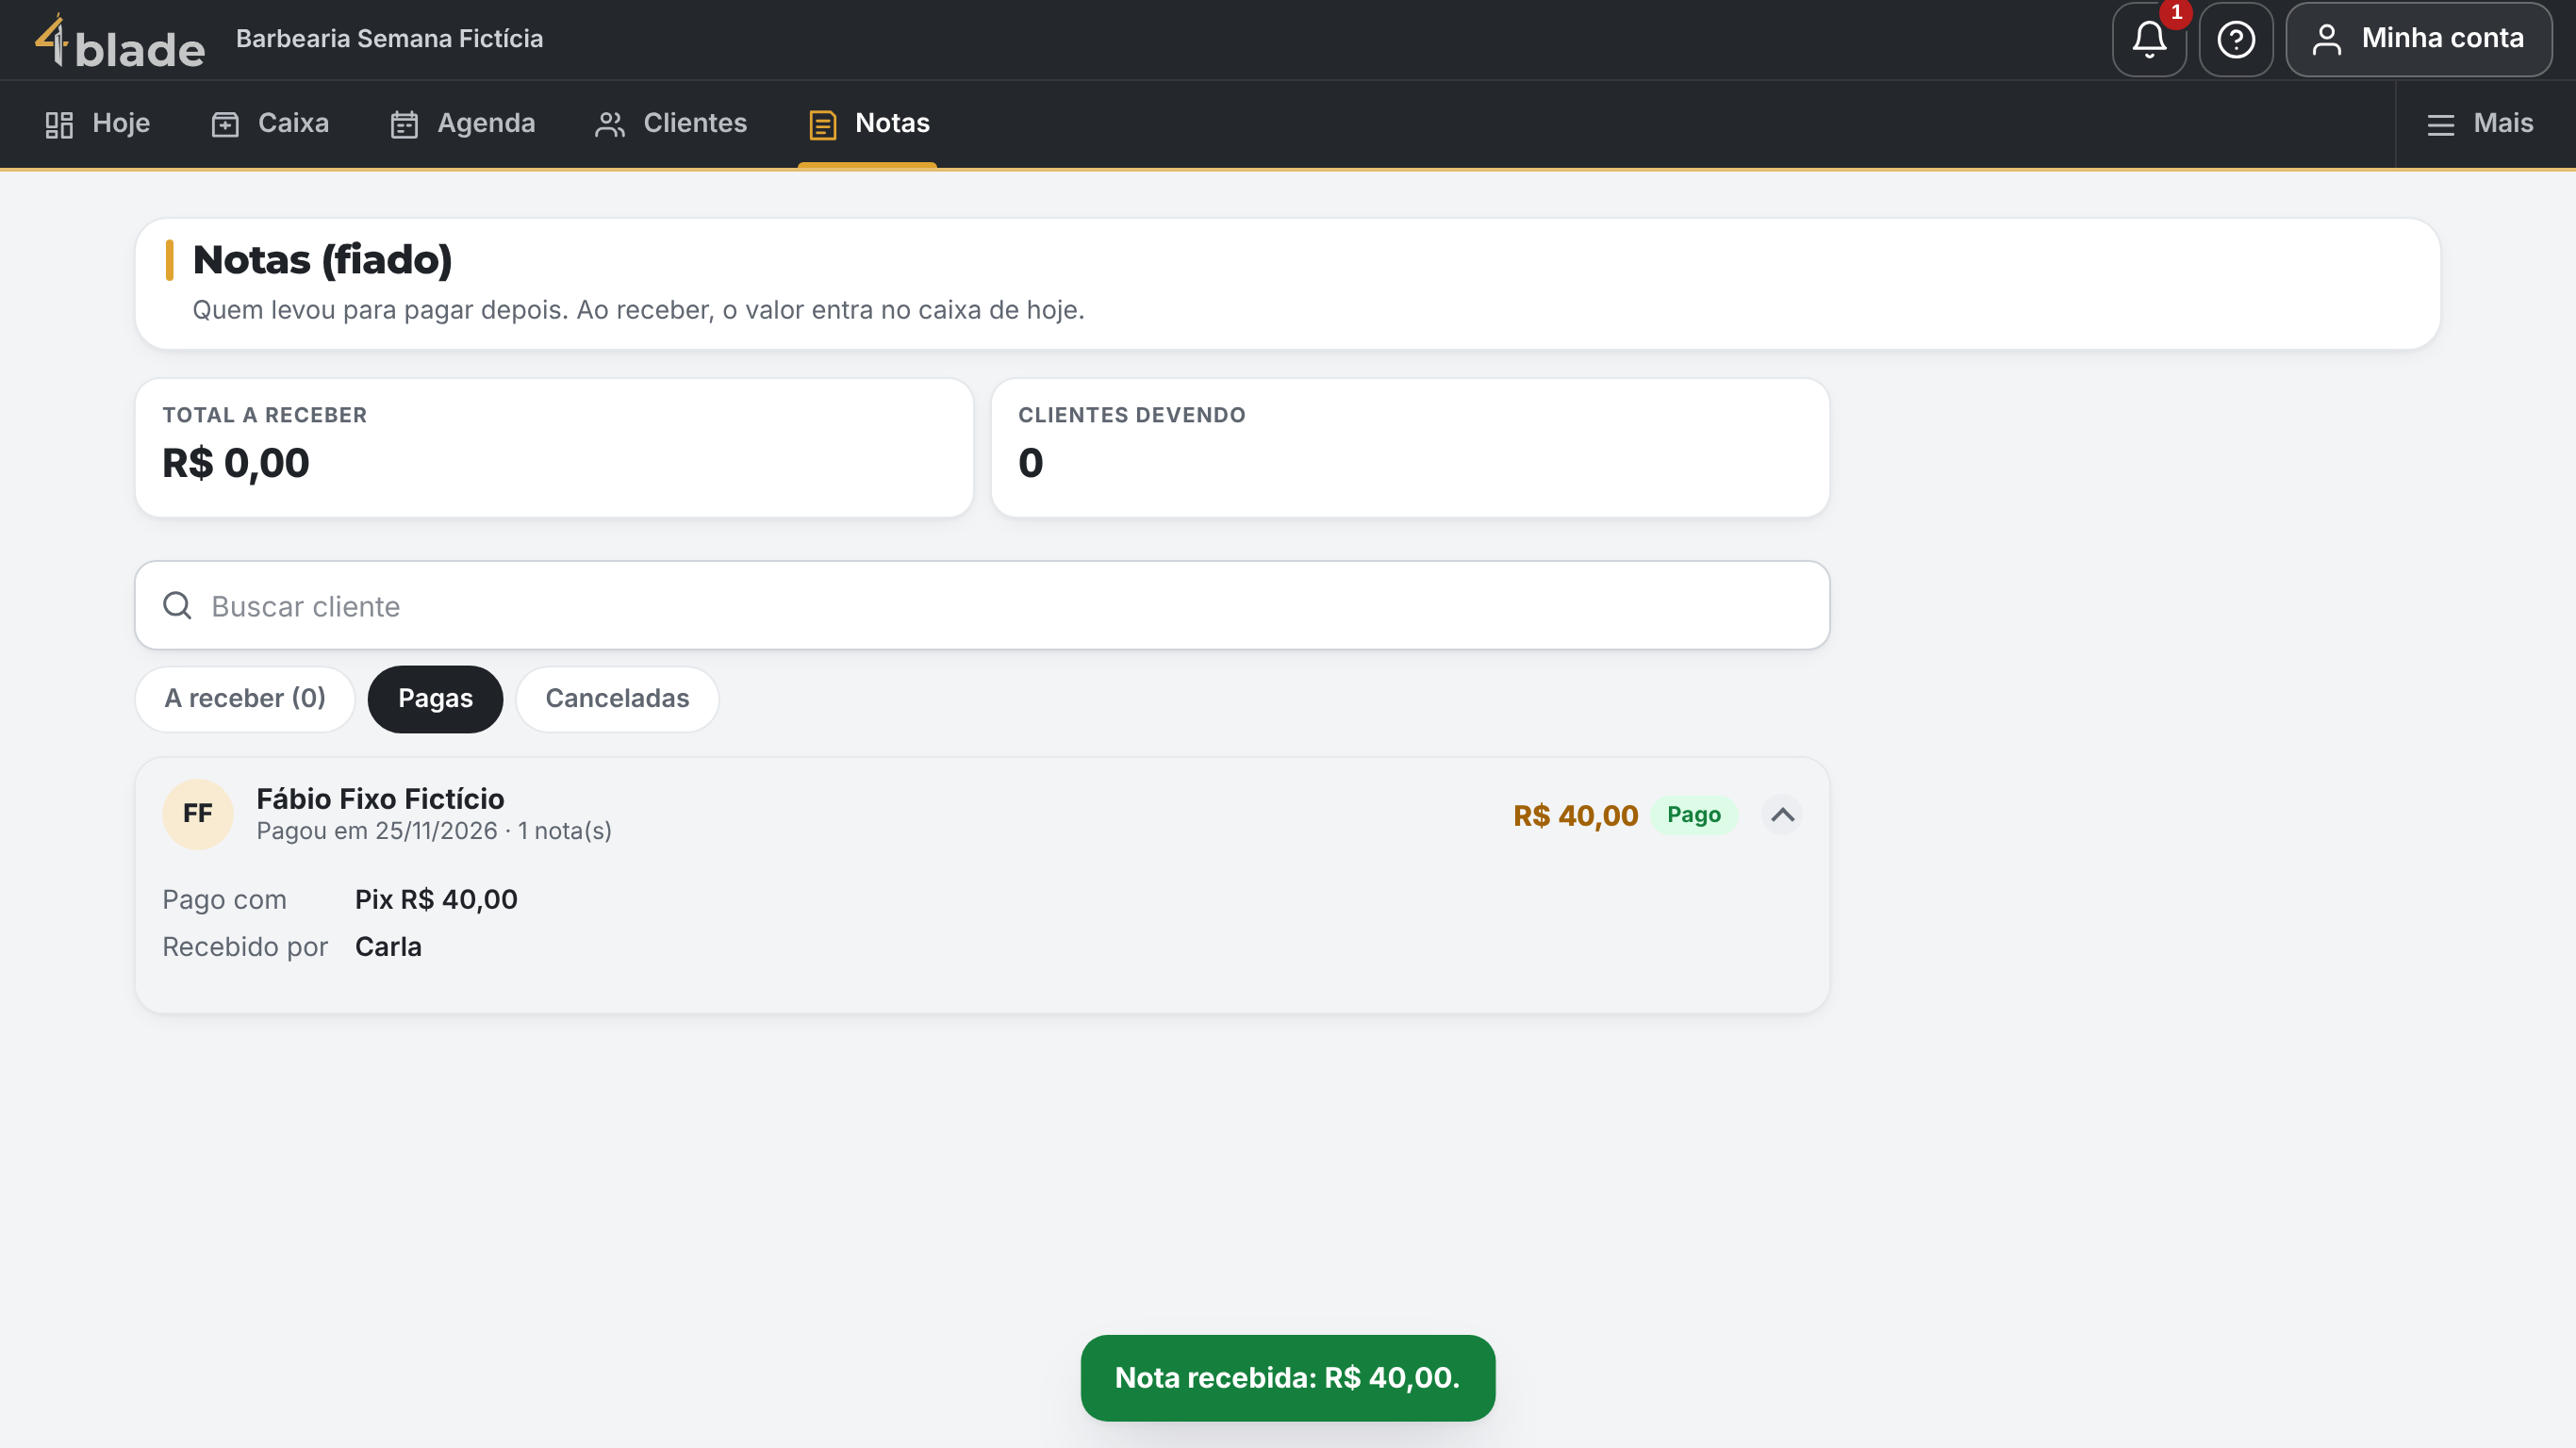 4blade
Barbearia Semana Fictícia
1
Minha conta
Hoje
Caixa
Agenda
Clientes
Notas
Mais
Notas (fiado)
Quem levou para pagar depois. Ao receber, o valor entra no caixa de hoje.
TOTAL A RECEBER
R$ 0,00
CLIENTES DEVENDO
0
Buscar cliente
A receber (0)
Pagas
Canceladas
FF
Fábio Fixo Fictício
Pagou em 25/11/2026 · 1 nota(s)
R$ 40,00
Pago
Pago com Pix R$ 40,00
Recebido por Carla
Nota recebida: R$ 40,00.